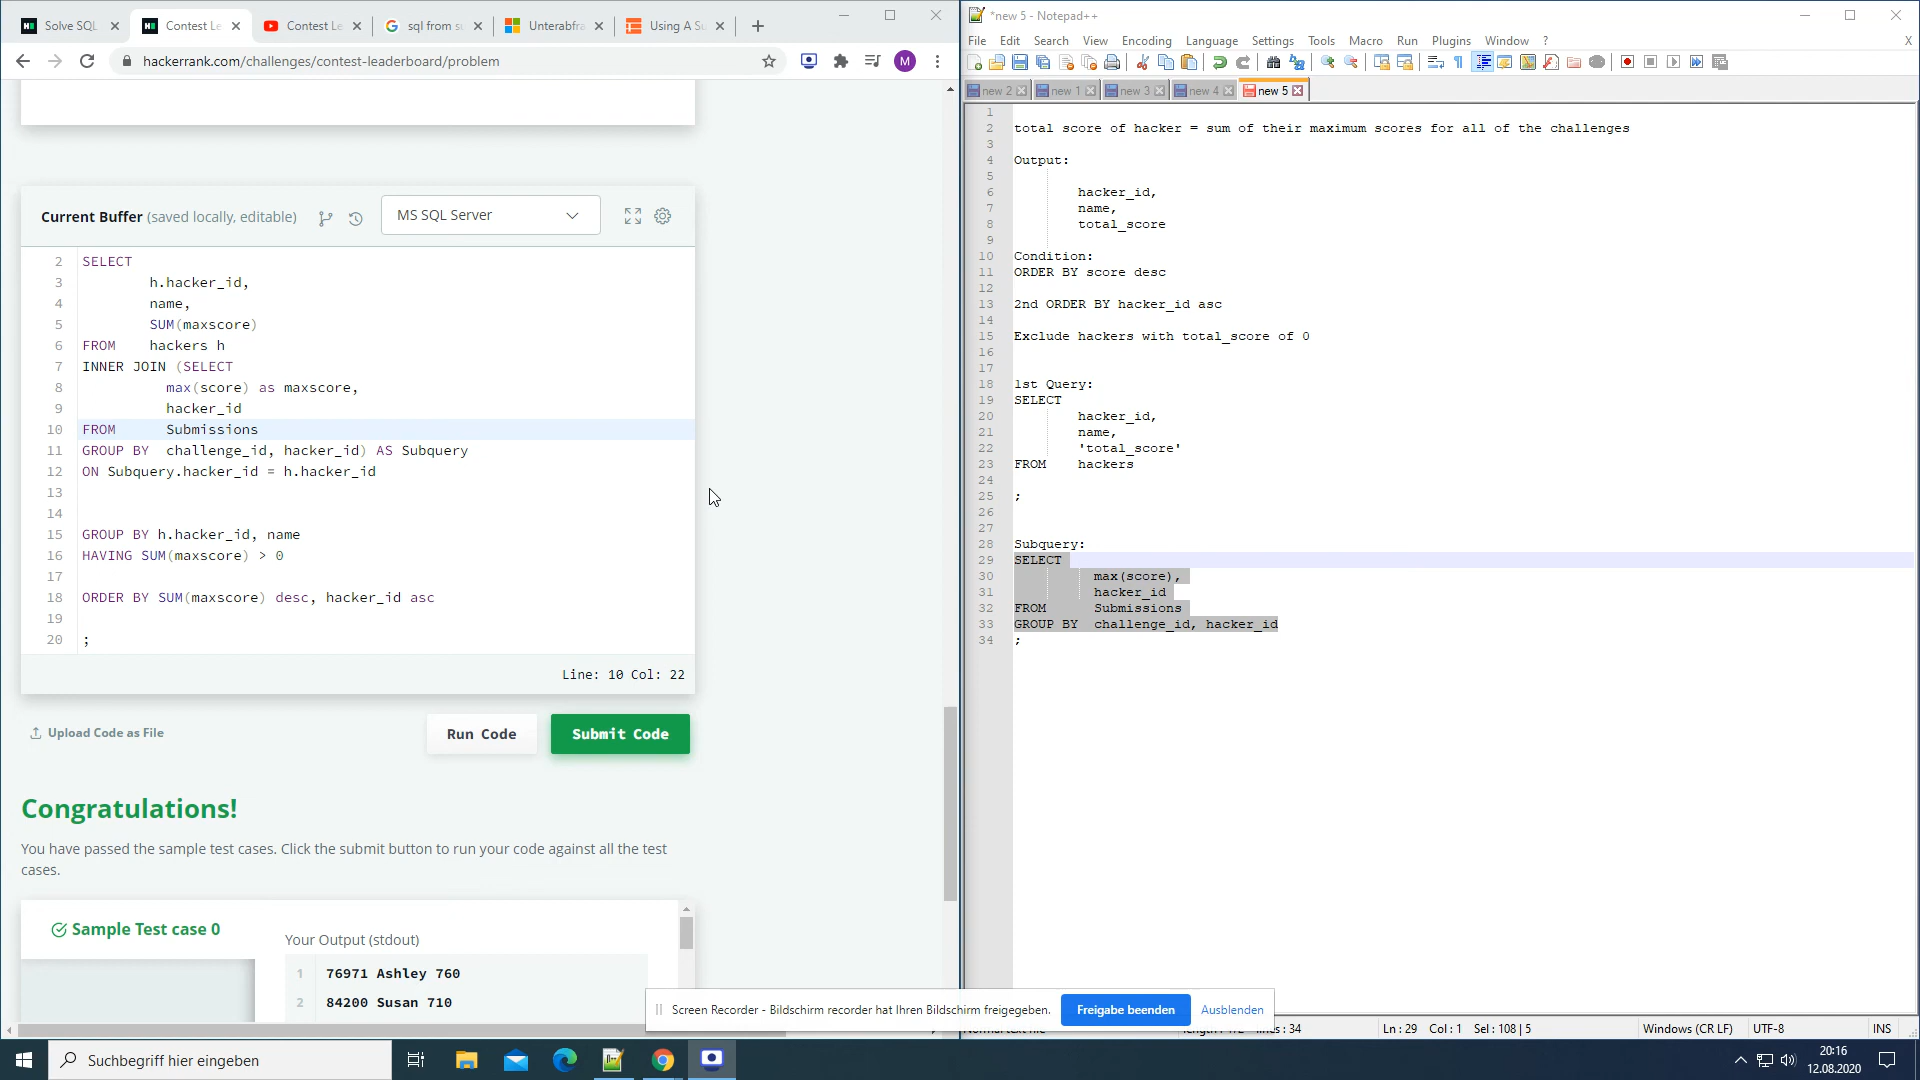 Solve SQL
Contest Le
Contest Le
sql from su
Unterabfra
Using A Su
hackerrank.com/challenges/contest-leaderboard/problem
M
Current Buffer (saved locally, editable)
MS SQL Server
2 SELECT
3 h.hacker_id,
4 name,
5 SUM(maxscore)
6 FROM hackers h
7 INNER JOIN (SELECT
8 max(score) as maxscore,
9 hacker_id
10 FROM Submissions
11 GROUP BY challenge_id, hacker_id) AS Subquery
12 ON Subquery.hacker_id = h.hacker_id
13
14
15 GROUP BY h.hacker_id, name
16 HAVING SUM(maxscore) > 0
17
18 ORDER BY SUM(maxscore) desc, hacker_id asc
19
20 ;
Line: 10 Col: 22
Upload Code as File
Run Code
Submit Code
Congratulations!
You have passed the sample test cases. Click the submit button to run your code against all the test
cases.
Sample Test case 0
Your Output (stdout)
1 76971 Ashley 760
2 84200 Susan 710
*new 5 - Notepad++
File Edit Search View Encoding Language Settings Tools Macro Run Plugins Window ? X
new 2 new 1 new 3 new 4 new 5
1
2 total score of hacker = sum of their maximum scores for all of the challenges
3
4 Output:
5
6 hacker_id,
7 name,
8 total_score
9
10 Condition:
11 ORDER BY score desc
12
13 2nd ORDER BY hacker_id asc
14
15 Exclude hackers with total_score of 0
16
17
18 1st Query:
19 SELECT
20 hacker_id,
21 name,
22 'total_score'
23 FROM hackers
24
25 ;
26
27
28 Subquery:
29 SELECT
30 max(score),
31 hacker_id
32 FROM Submissions
33 GROUP BY challenge_id, hacker_id
34 ;
Screen Recorder - Bildschirm recorder hat Ihren Bildschirm freigegeben.
Freigabe beenden
Ausblenden
: 34
Ln : 29 Col : 1 Sel : 108 | 5
Windows (CR LF)
UTF-8
INS
Suchbegriff hier eingeben
20:16
12.08.2020